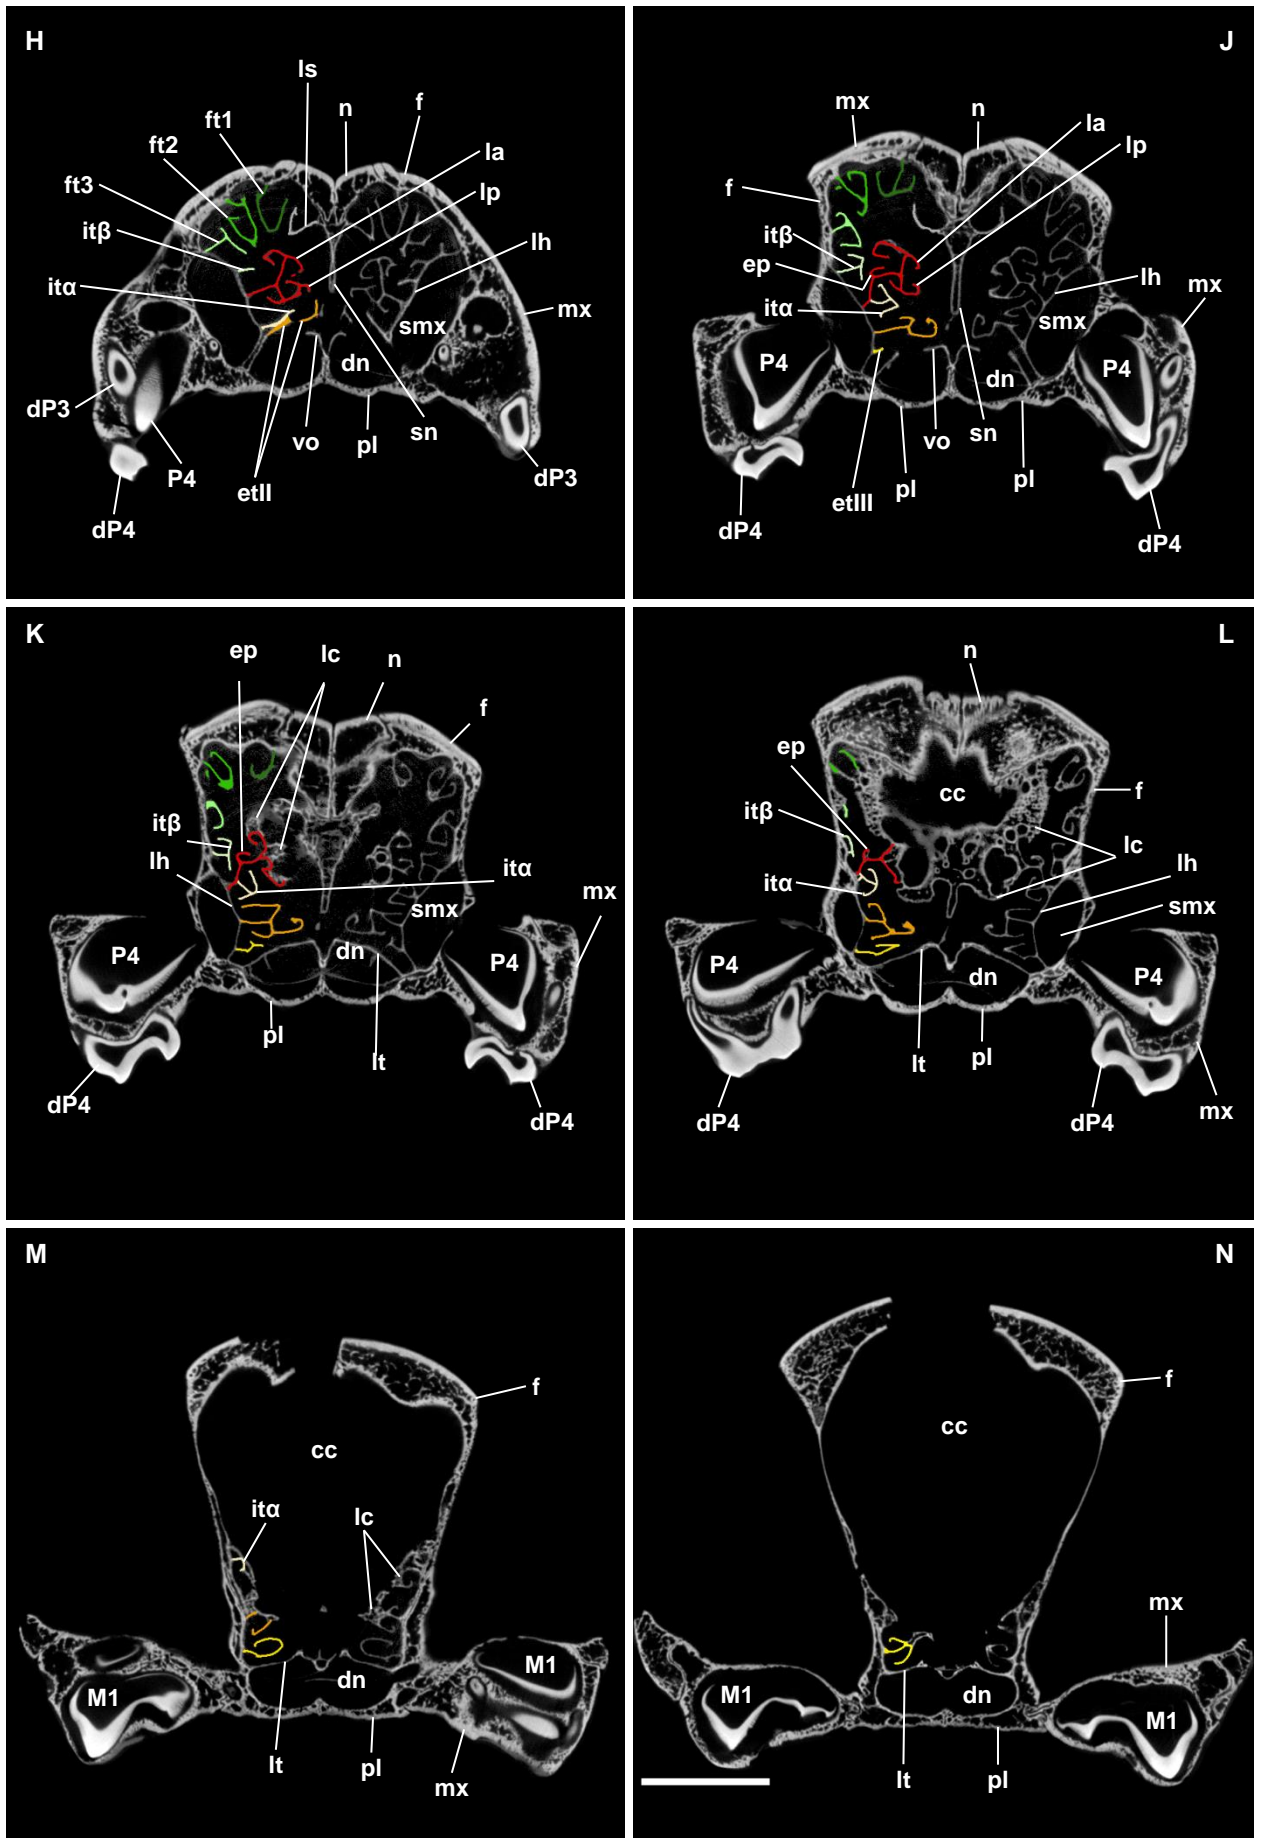 H
ls
n
f
ft1
ft2
la
ft3
lp
itβ
lh
itα
mx
smx
dn
dP3
sn
vo
pl
P4
dP3
etII
dP4
J
mx
n
la
lp
f
itβ
ep
lh
mx
itα
smx
P4
P4
dn
vo
sn
pl
pl
etIII
dP4
dP4
K
ep
lc
n
f
itβ
lh
itα
mx
smx
P4
dn
P4
pl
lt
dP4
dP4
L
n
ep
cc
f
itβ
lc
lh
itα
smx
P4
dn
P4
lt
pl
mx
dP4
dP4
M
f
cc
itα
lc
M1
dn
M1
lt
pl
mx
N
f
cc
mx
M1
dn
M1
lt
pl